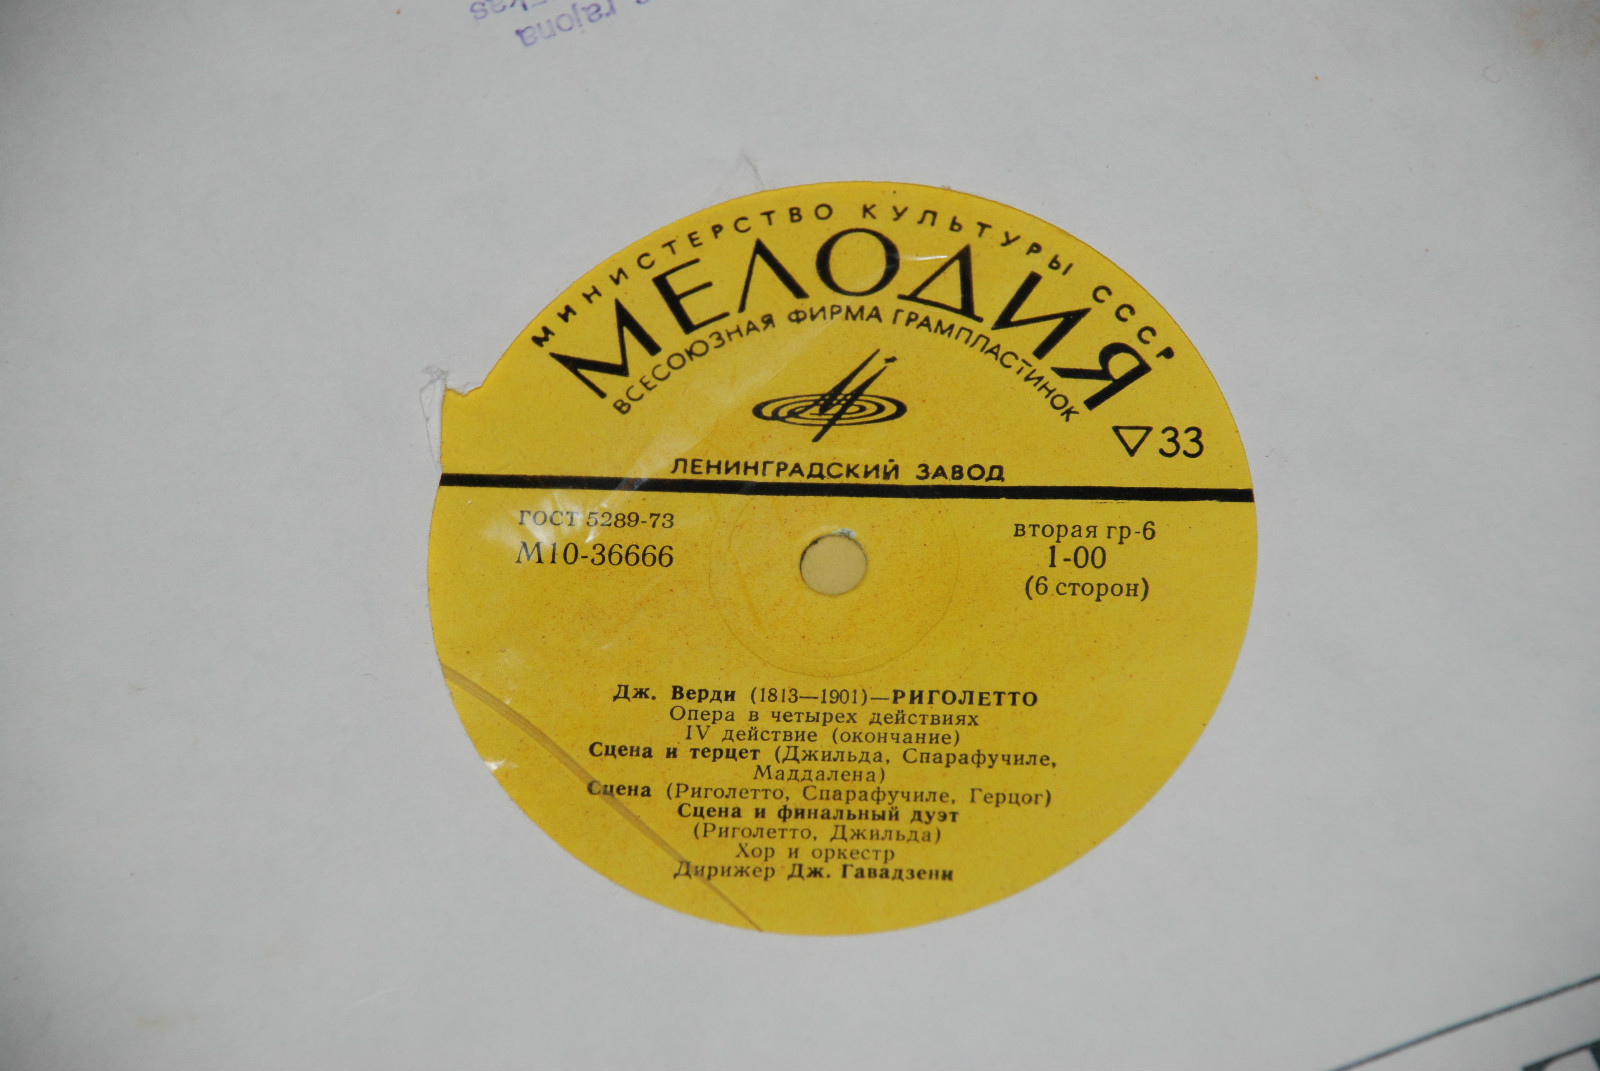 rajona
МИНИСТЕРСТВО КУЛЬТУРЫ СССР
МЕЛОДИЯ
ВСЕСОЮЗНАЯ ФИРМА ГРАМПЛАСТИНОК
▽33
ЛЕНИНГРАДСКИЙ ЗАВОД
ГОСТ 5289-73
М10-36666
вторая гр-6
1-00
(6 сторон)
Дж. Верди (1813—1901)—РИГОЛЕТТО
Опера в четырех действиях
IV действие (окончание)
Сцена и терцет (Джильда, Спарафучиле,
Маддалена)
Сцена (Риголетто, Спарафучиле, Герцог)
Сцена и финальный дуэт
(Риголетто, Джильда)
Хор и оркестр
Дирижер Дж. Гавадзени